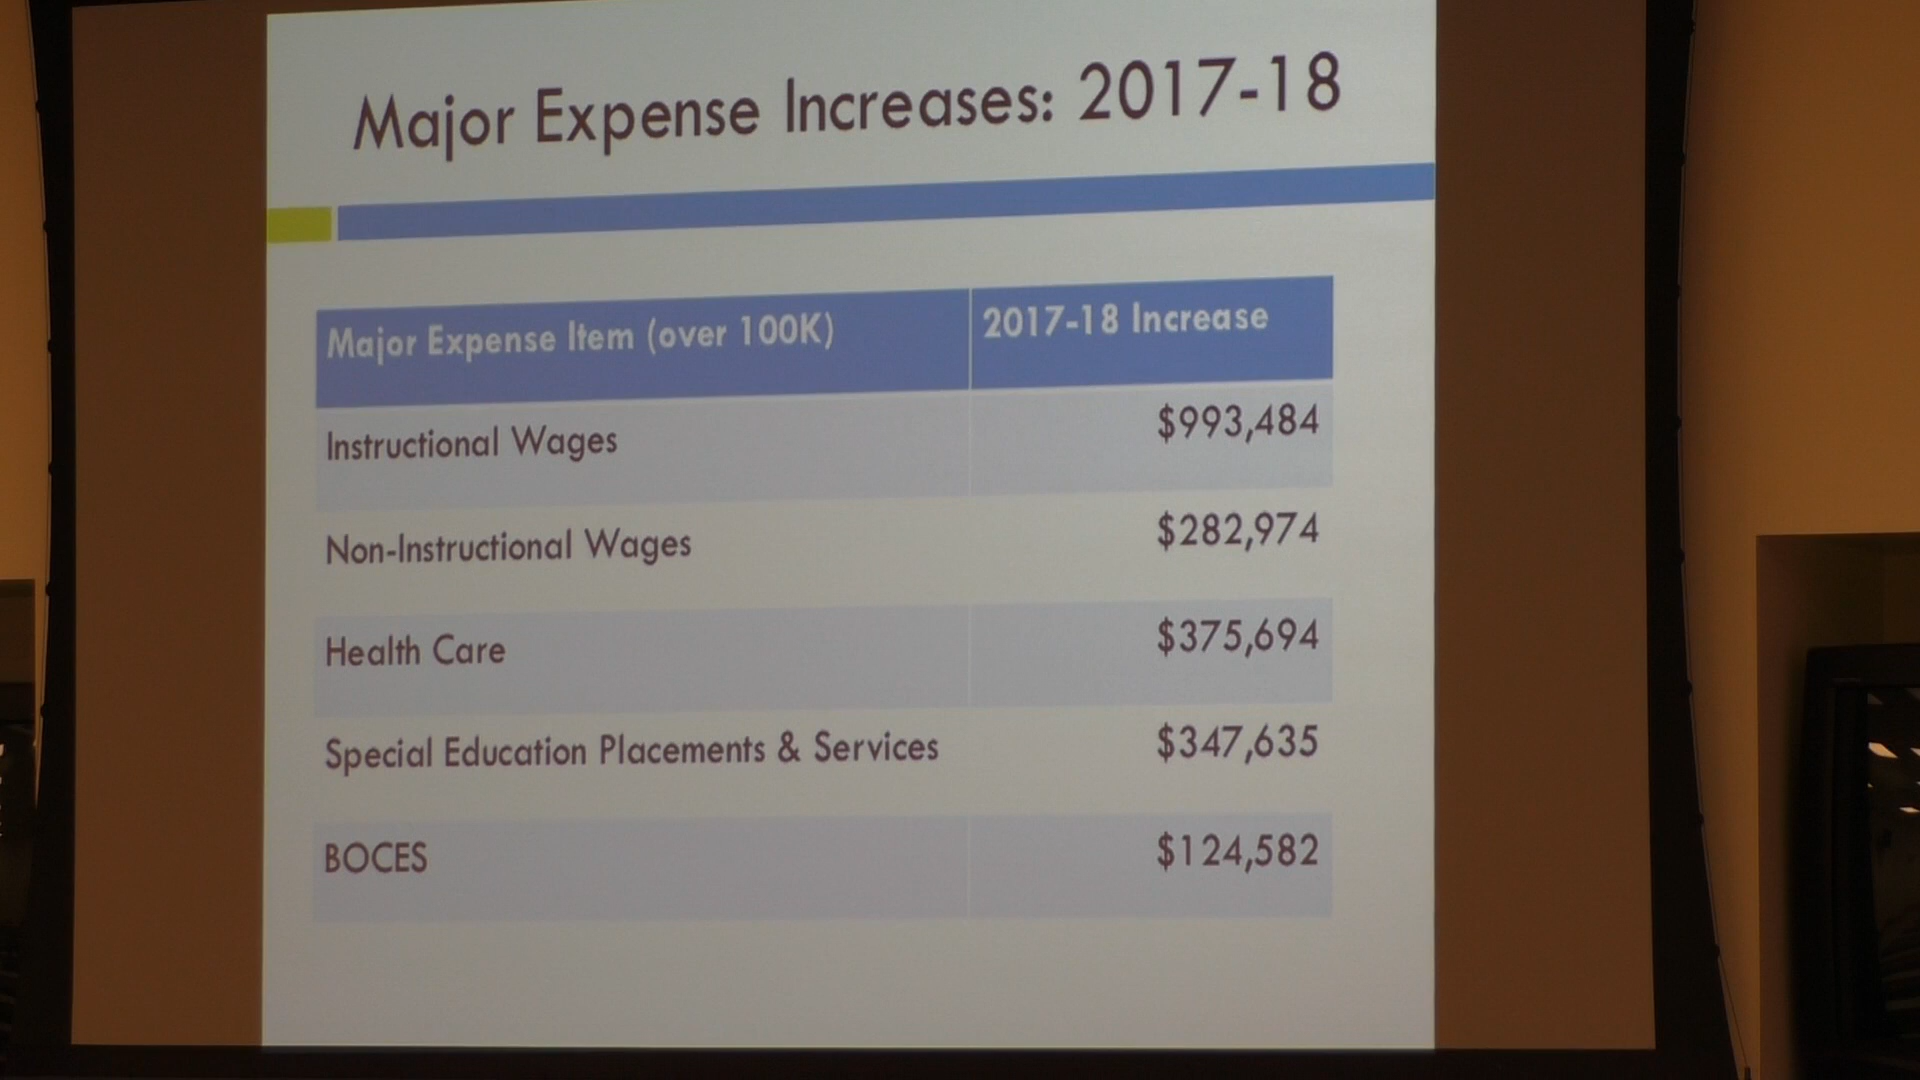 Major Expense Increases: 2017-18
Major Expense Item (over 100K) 2017-18 Increase
Instructional Wages $993,484
Non-Instructional Wages $282,974
Health Care $375,694
Special Education Placements & Services $347,635
BOCES $124,582